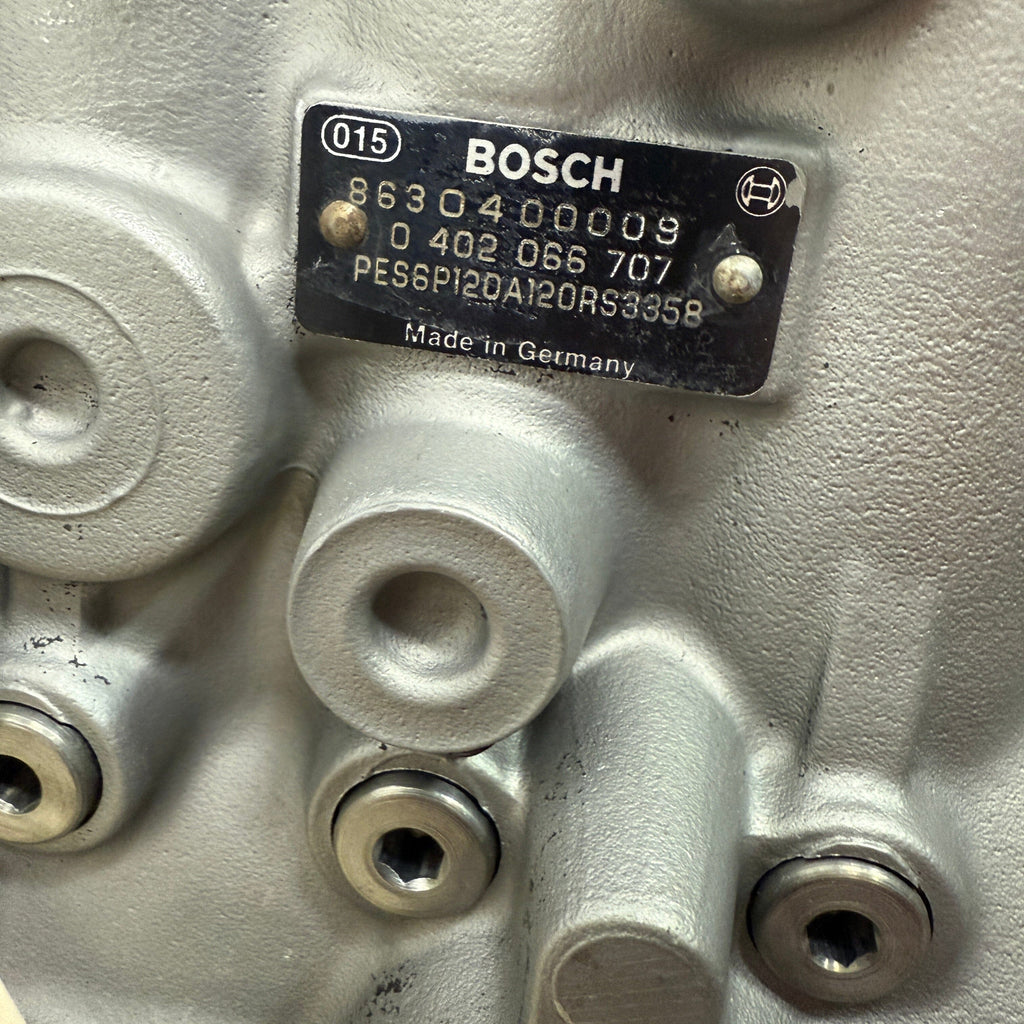 015
BOSCH
8630400009
0 402 066 707
PES6P120A120RS3358
Made in Germany